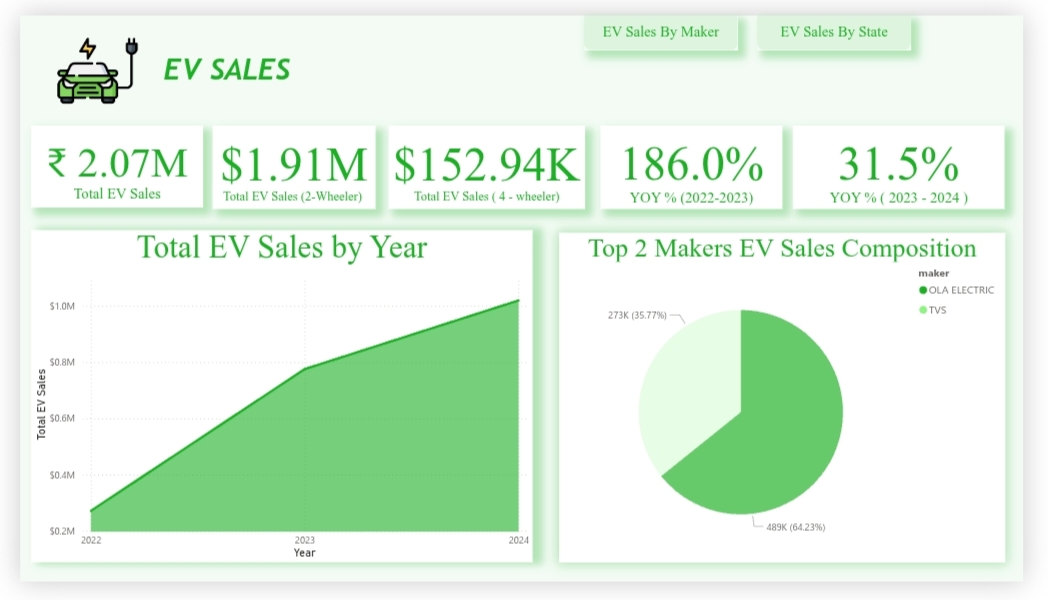 EV Sales By Maker
EV Sales By State
EV SALES
₹ 2.07M
Total EV Sales
$1.91M
Total EV Sales (2-Wheeler)
$152.94K
Total EV Sales ( 4 - wheeler)
186.0%
YOY % (2022-2023)
31.5%
YOY % ( 2023 - 2024 )
Total EV Sales by Year
Total EV Sales
$1.0M
$0.8M
$0.6M
$0.4M
$0.2M
2022
2023
2024
Year
Top 2 Makers EV Sales Composition
maker
OLA ELECTRIC
TVS
273K (35.77%)
489K (64.23%)